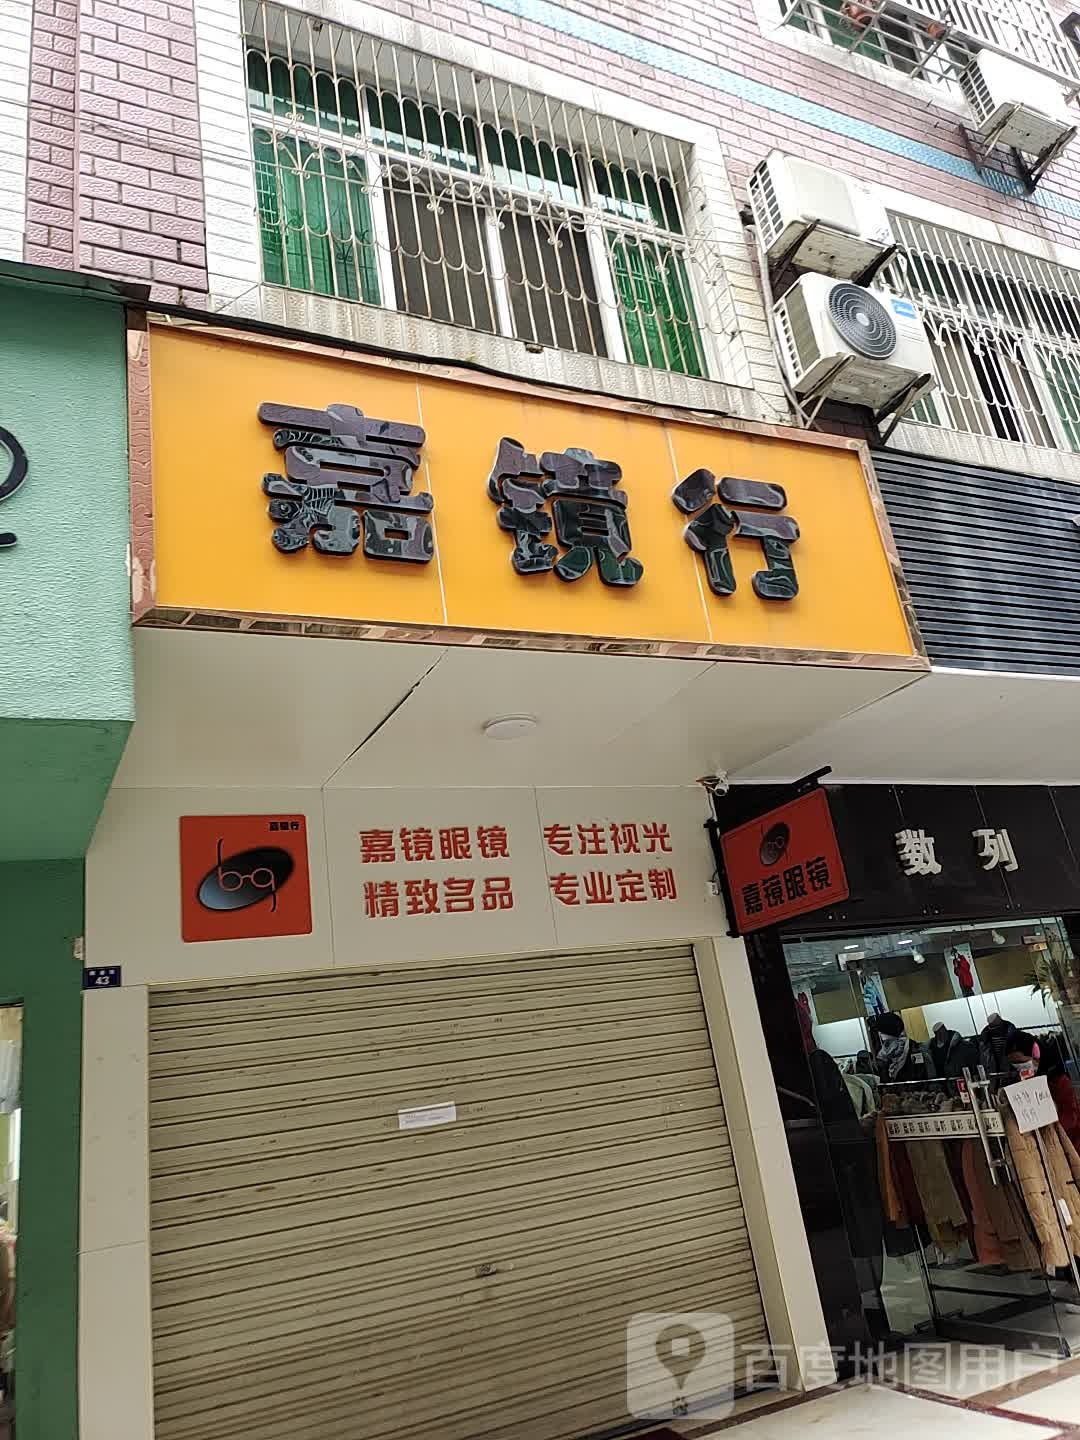 嘉镜行
嘉镜行
嘉镜眼镜 专注视光
精致名品 专业定制
嘉镜眼镜
数列
43
百度地图用户